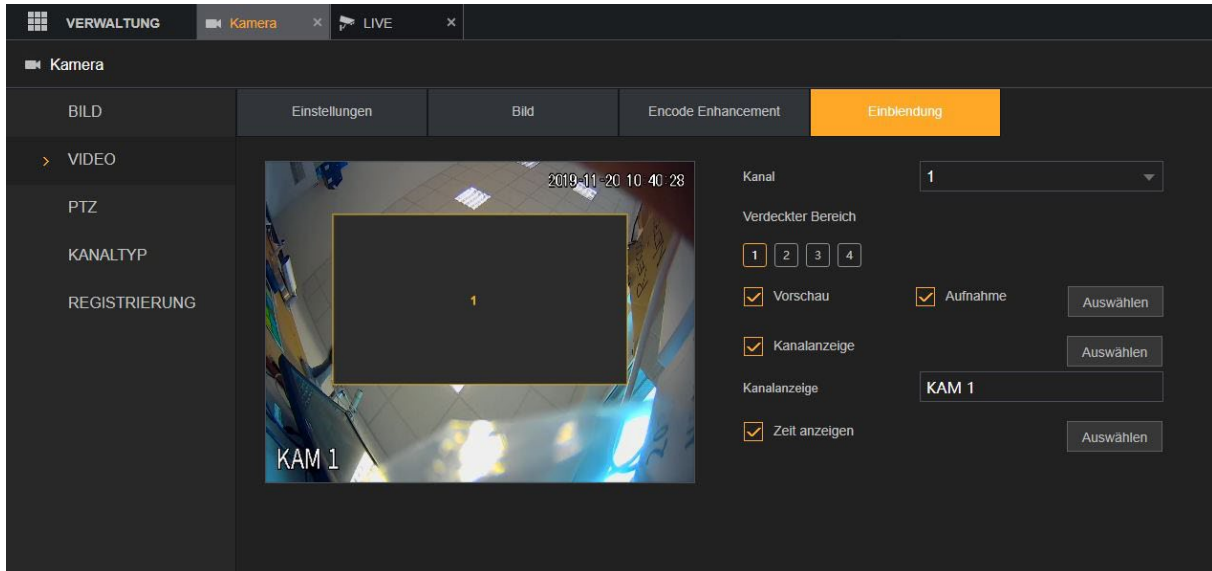 VERWALTUNG Kamera × LIVE ×
Kamera
BILD
VIDEO
PTZ
KANALTYP
REGISTRIERUNG
Einstellungen Bild Encode Enhancement Einblendung
2019-11-20 10:40:28
1
KAM 1
Kanal 1
Verdeckter Bereich
1 2 3 4
Vorschau Aufnahme Auswählen
Kanalanzeige Auswählen
Kanalanzeige KAM 1
Zeit anzeigen Auswählen